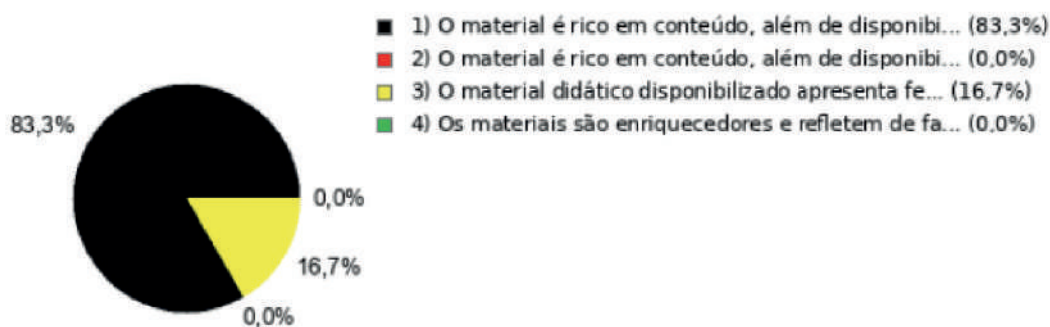 1) O material é rico em conteúdo, além de disponibi... (83,3%)
2) O material é rico em conteúdo, além de disponibi... (0,0%)
3) O material didático disponibilizado apresenta fe... (16,7%)
4) Os materiais são enriquecedores e refletem de fa... (0,0%)
83,3%
0,0%
16,7%
0,0%